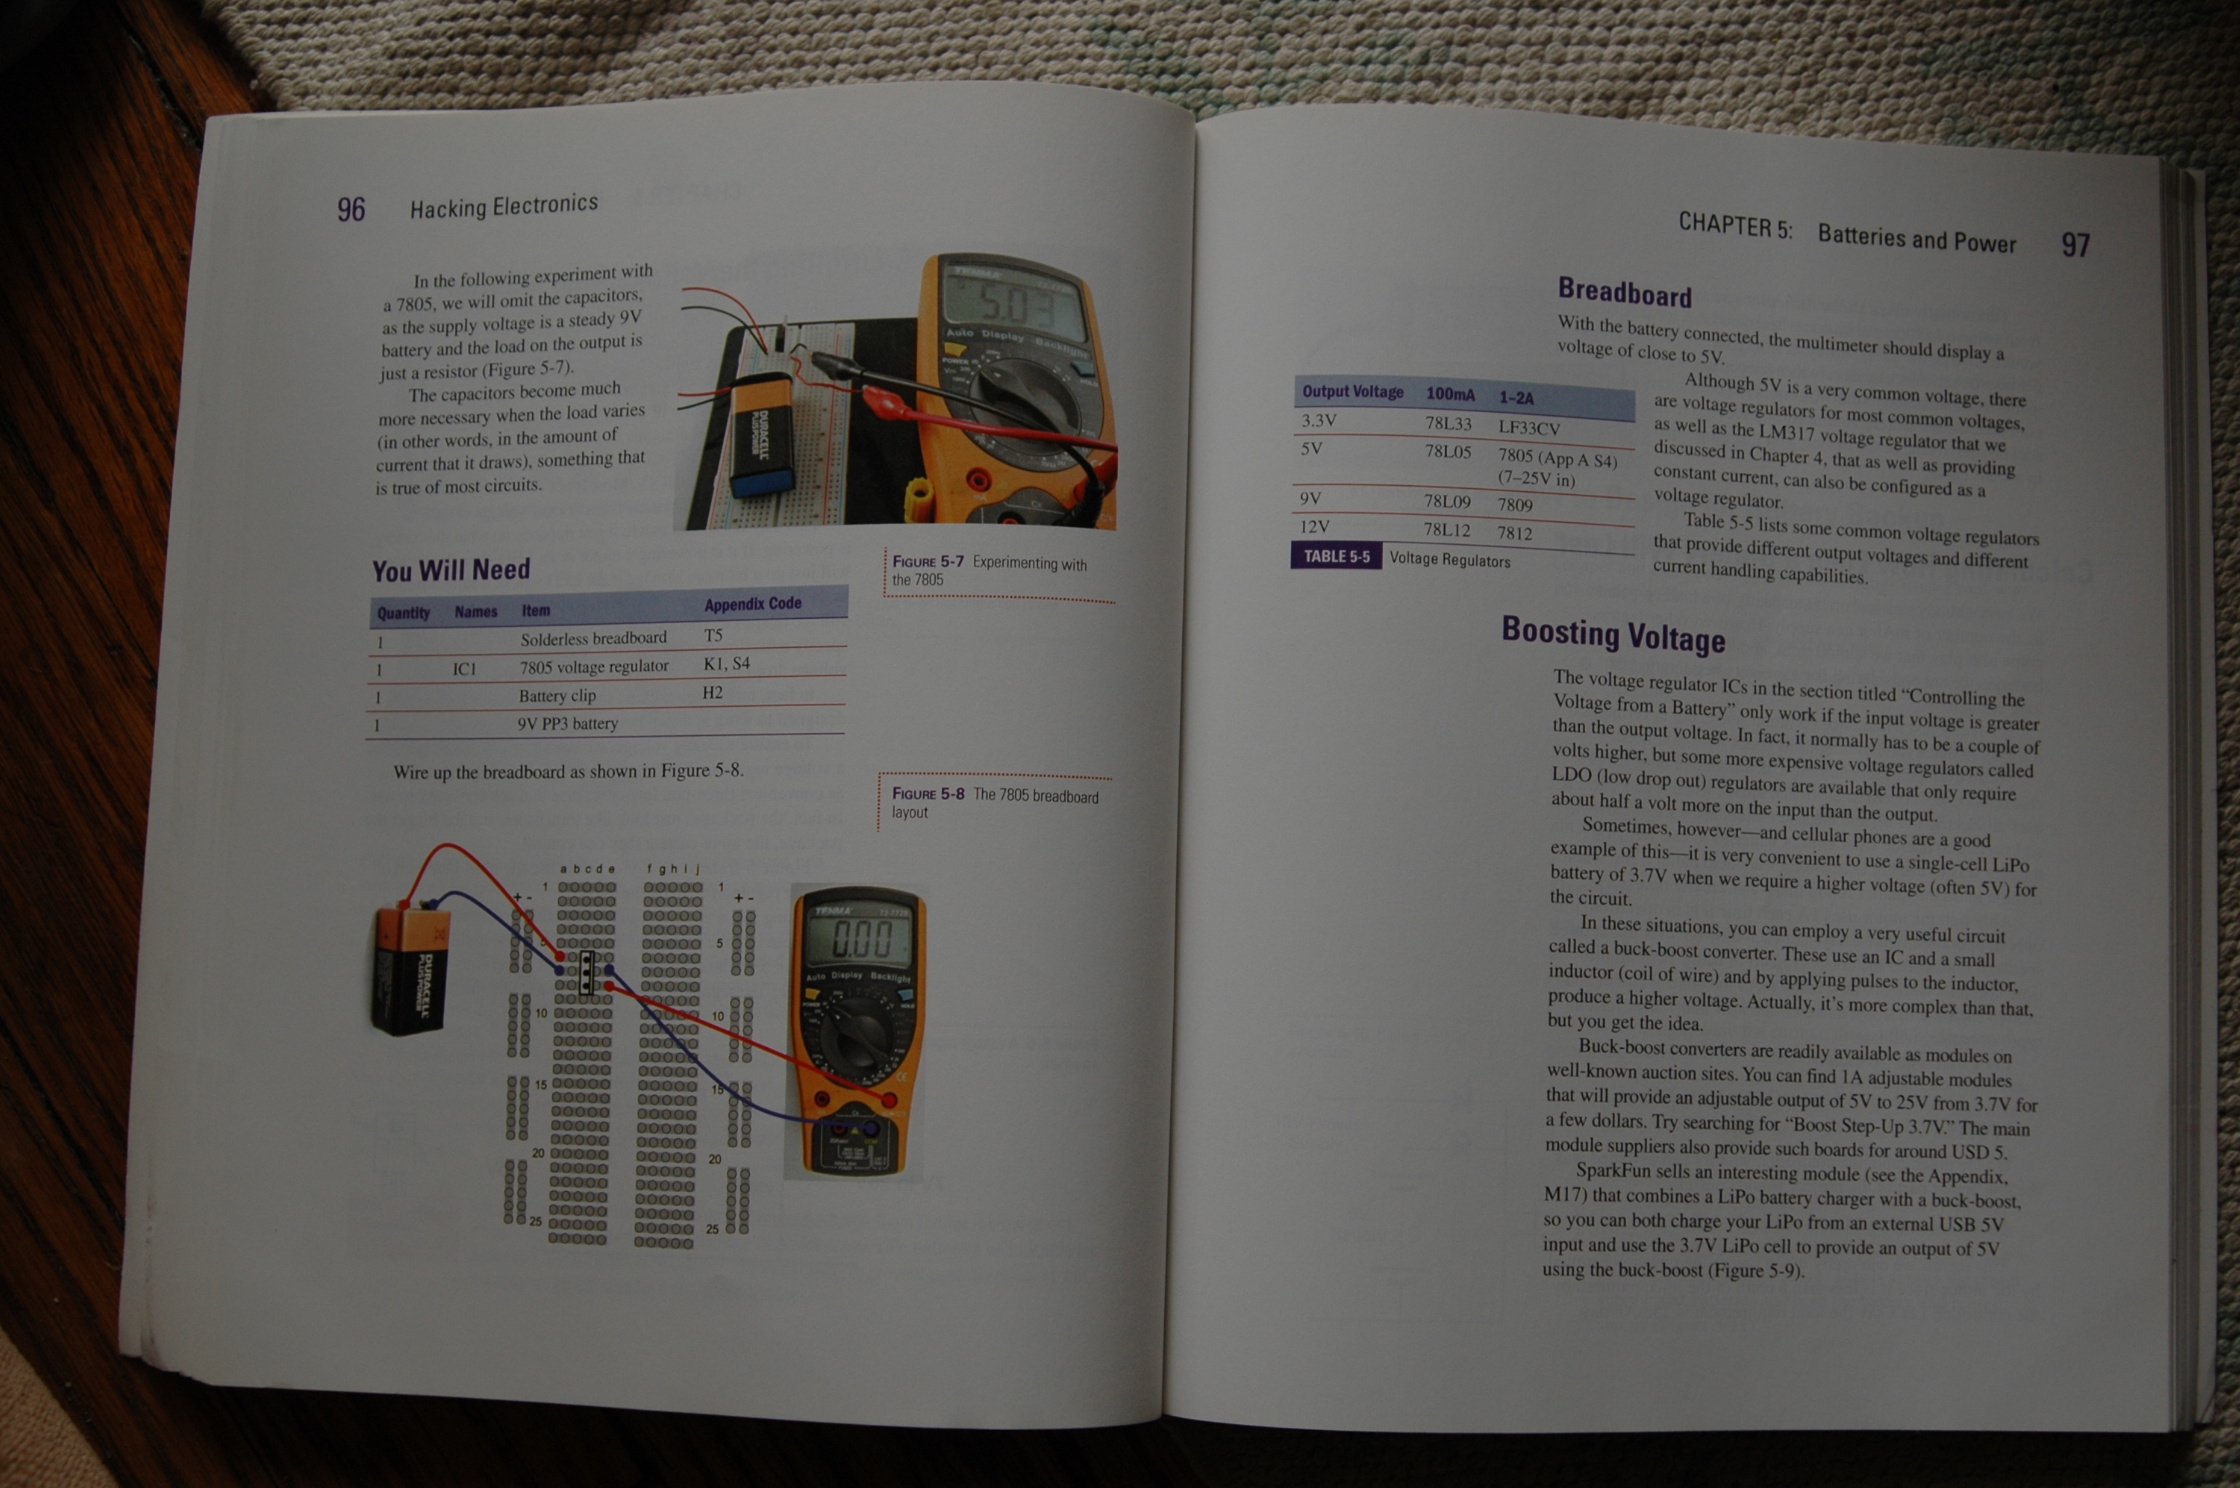 96 Hacking Electronics
In the following experiment with
a 7805, we will omit the capacitors,
as the supply voltage is a steady 9V
battery and the load on the output is
just a resistor (Figure 5-7).
The capacitors become much
more necessary when the load varies
(in other words, in the amount of
current that it draws), something that
is true of most circuits.
TENMA
5.03
Auto Display Backlight
POWER
DURACELL
PLUS POWER
FIGURE 5-7 Experimenting with
the 7805
You Will Need
Quantity Names Item Appendix Code
1 Solderless breadboard T5
1 IC1 7805 voltage regulator K1, S4
1 Battery clip H2
1 9V PP3 battery
Wire up the breadboard as shown in Figure 5-8.
FIGURE 5-8 The 7805 breadboard
layout
a b c d e f g h i j
1 1
+ - + -
5 5
10 10
15 15
20 20
25 25
DURACELL
PLUS POWER
TENMA
0.00
Auto Display Backlight
CHAPTER 5: Batteries and Power 97
Breadboard
With the battery connected, the multimeter should display a
voltage of close to 5V.
Although 5V is a very common voltage, there
are voltage regulators for most common voltages,
as well as the LM317 voltage regulator that we
discussed in Chapter 4, that as well as providing
constant current, can also be configured as a
voltage regulator.
Table 5-5 lists some common voltage regulators
that provide different output voltages and different
current handling capabilities.
Output Voltage 100mA 1–2A
3.3V 78L33 LF33CV
5V 78L05 7805 (App A S4)
(7–25V in)
9V 78L09 7809
12V 78L12 7812
TABLE 5-5 Voltage Regulators
Boosting Voltage
The voltage regulator ICs in the section titled “Controlling the
Voltage from a Battery” only work if the input voltage is greater
than the output voltage. In fact, it normally has to be a couple of
volts higher, but some more expensive voltage regulators called
LDO (low drop out) regulators are available that only require
about half a volt more on the input than the output.
Sometimes, however—and cellular phones are a good
example of this—it is very convenient to use a single-cell LiPo
battery of 3.7V when we require a higher voltage (often 5V) for
the circuit.
In these situations, you can employ a very useful circuit
called a buck-boost converter. These use an IC and a small
inductor (coil of wire) and by applying pulses to the inductor,
produce a higher voltage. Actually, it’s more complex than that,
but you get the idea.
Buck-boost converters are readily available as modules on
well-known auction sites. You can find 1A adjustable modules
that will provide an adjustable output of 5V to 25V from 3.7V for
a few dollars. Try searching for “Boost Step-Up 3.7V.” The main
module suppliers also provide such boards for around USD 5.
SparkFun sells an interesting module (see the Appendix,
M17) that combines a LiPo battery charger with a buck-boost,
so you can both charge your LiPo from an external USB 5V
input and use the 3.7V LiPo cell to provide an output of 5V
using the buck-boost (Figure 5-9).